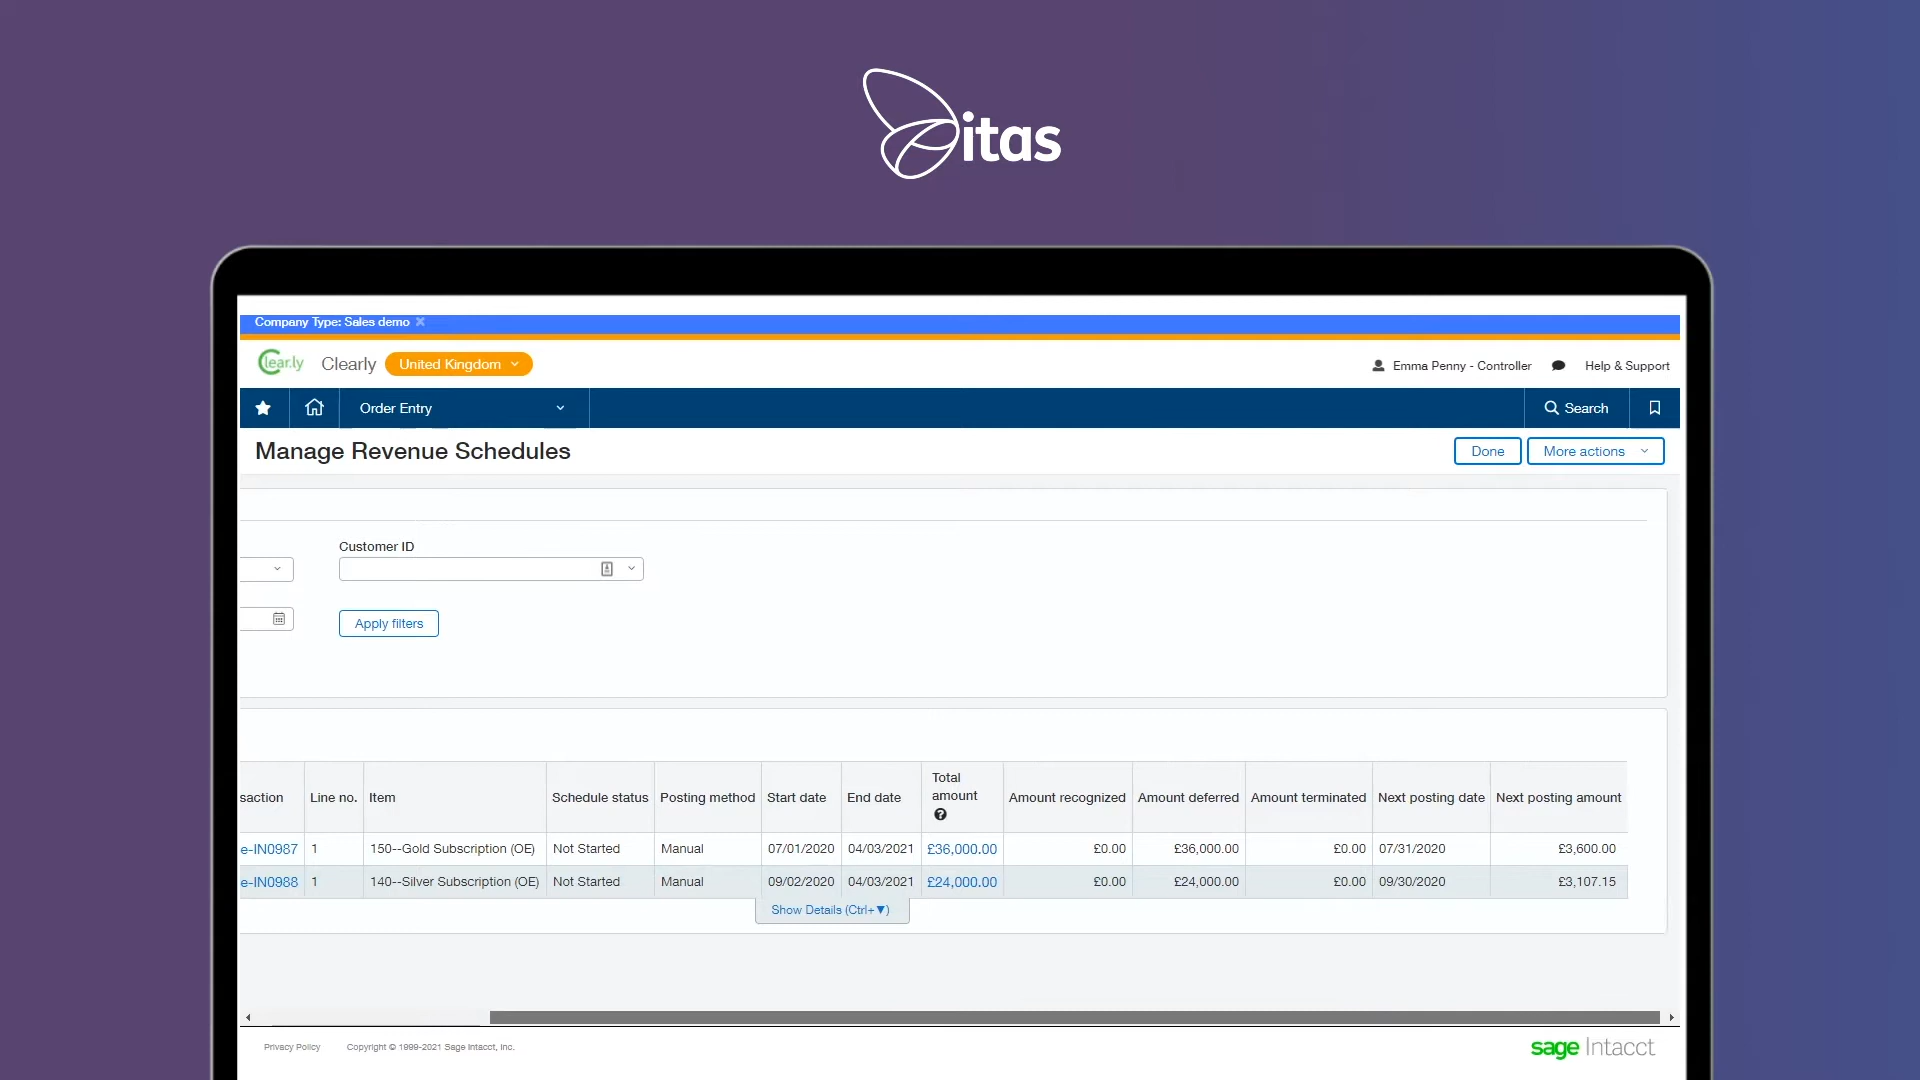 itas
Company Type: Sales demo
Clear.ly Clearly United Kingdom
Emma Penny - Controller Help & Support
Order Entry Search
Manage Revenue Schedules Done More actions
Customer ID
Apply filters
saction Line no. Item Schedule status Posting method Start date End date Total amount Amount recognized Amount deferred Amount terminated Next posting date Next posting amount
e-IN0987 1 150--Gold Subscription (OE) Not Started Manual 07/01/2020 04/03/2021 £36,000.00 £0.00 £36,000.00 £0.00 07/31/2020 £3,600.00
e-IN0988 1 140--Silver Subscription (OE) Not Started Manual 09/02/2020 04/03/2021 £24,000.00 £0.00 £24,000.00 £0.00 09/30/2020 £3,107.15
Show Details (Ctrl+▼)
Privacy Policy Copyright © 1999-2021 Sage Intacct, Inc.
sage Intacct